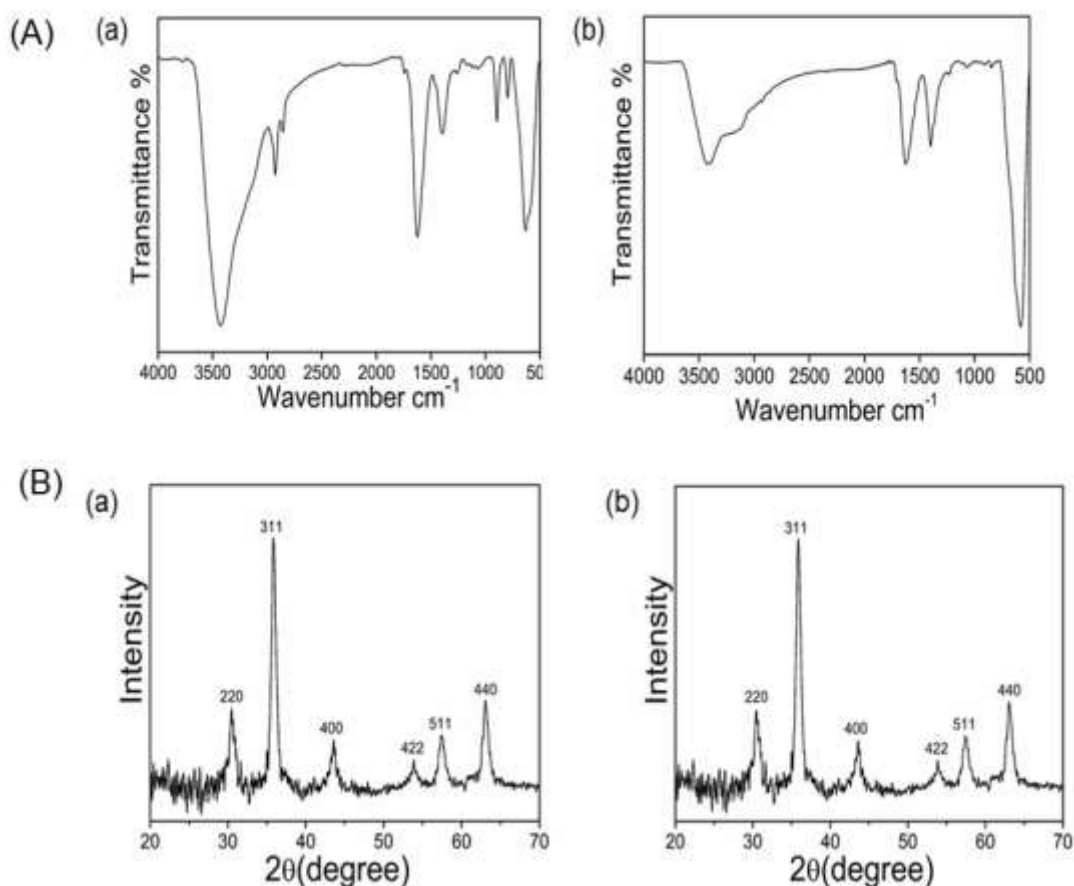 (A)
(a)
Transmittance %
4000 3500 3000 2500 2000 1500 1000 50
Wavenumber cm-1
(b)
Transmittance %
4000 3500 3000 2500 2000 1500 1000 500
Wavenumber cm-1
(B)
(a)
Intensity
220
311
400
422
511
440
20 30 40 50 60 70
2θ(degree)
(b)
Intensity
220
311
400
422
511
440
20 30 40 50 60 70
2θ(degree)